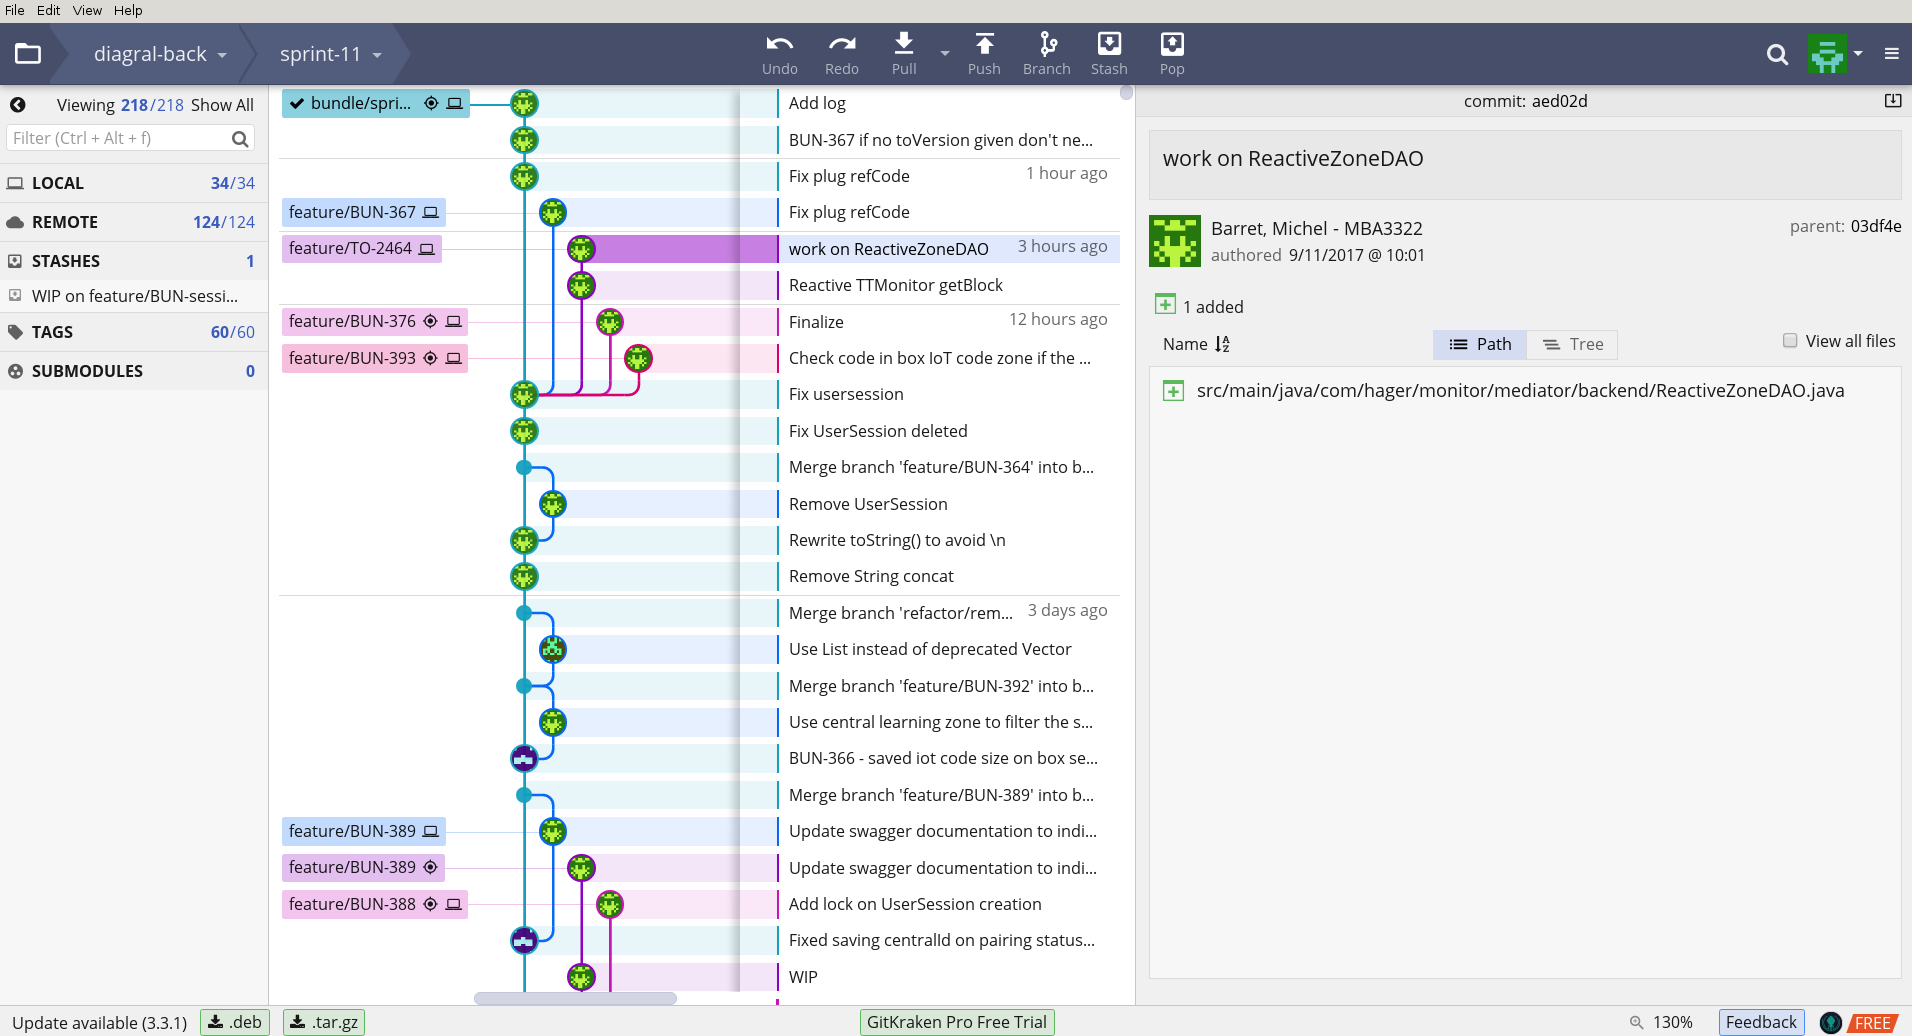 File Edit View Help
diagral-back sprint-11 Undo Redo Pull Push Branch Stash Pop
Viewing 218/218 Show All
Filter (Ctrl + Alt + f)
LOCAL 34/34
REMOTE 124/124
STASHES 1
WIP on feature/BUN-sessi...
TAGS 60/60
SUBMODULES 0
bundle/spri... Add log
BUN-367 if no toVersion given don't ne...
Fix plug refCode 1 hour ago
feature/BUN-367 Fix plug refCode
feature/TO-2464 work on ReactiveZoneDAO 3 hours ago
Reactive TTMonitor getBlock
feature/BUN-376 Finalize 12 hours ago
feature/BUN-393 Check code in box IoT code zone if the ...
Fix usersession
Fix UserSession deleted
Merge branch 'feature/BUN-364' into b...
Remove UserSession
Rewrite toString() to avoid \n
Remove String concat
Merge branch 'refactor/rem... 3 days ago
Use List instead of deprecated Vector
Merge branch 'feature/BUN-392' into b...
Use central learning zone to filter the s...
BUN-366 - saved iot code size on box se...
Merge branch 'feature/BUN-389' into b...
feature/BUN-389 Update swagger documentation to indi...
feature/BUN-389 Update swagger documentation to indi...
feature/BUN-388 Add lock on UserSession creation
Fixed saving centralId on pairing status...
WIP
commit: aed02d
work on ReactiveZoneDAO
Barret, Michel - MBA3322 parent: 03df4e
authored 9/11/2017 @ 10:01
1 added
Name Path Tree View all files
src/main/java/com/hager/monitor/mediator/backend/ReactiveZoneDAO.java
Update available (3.3.1) .deb .tar.gz GitKraken Pro Free Trial 130% Feedback FREE